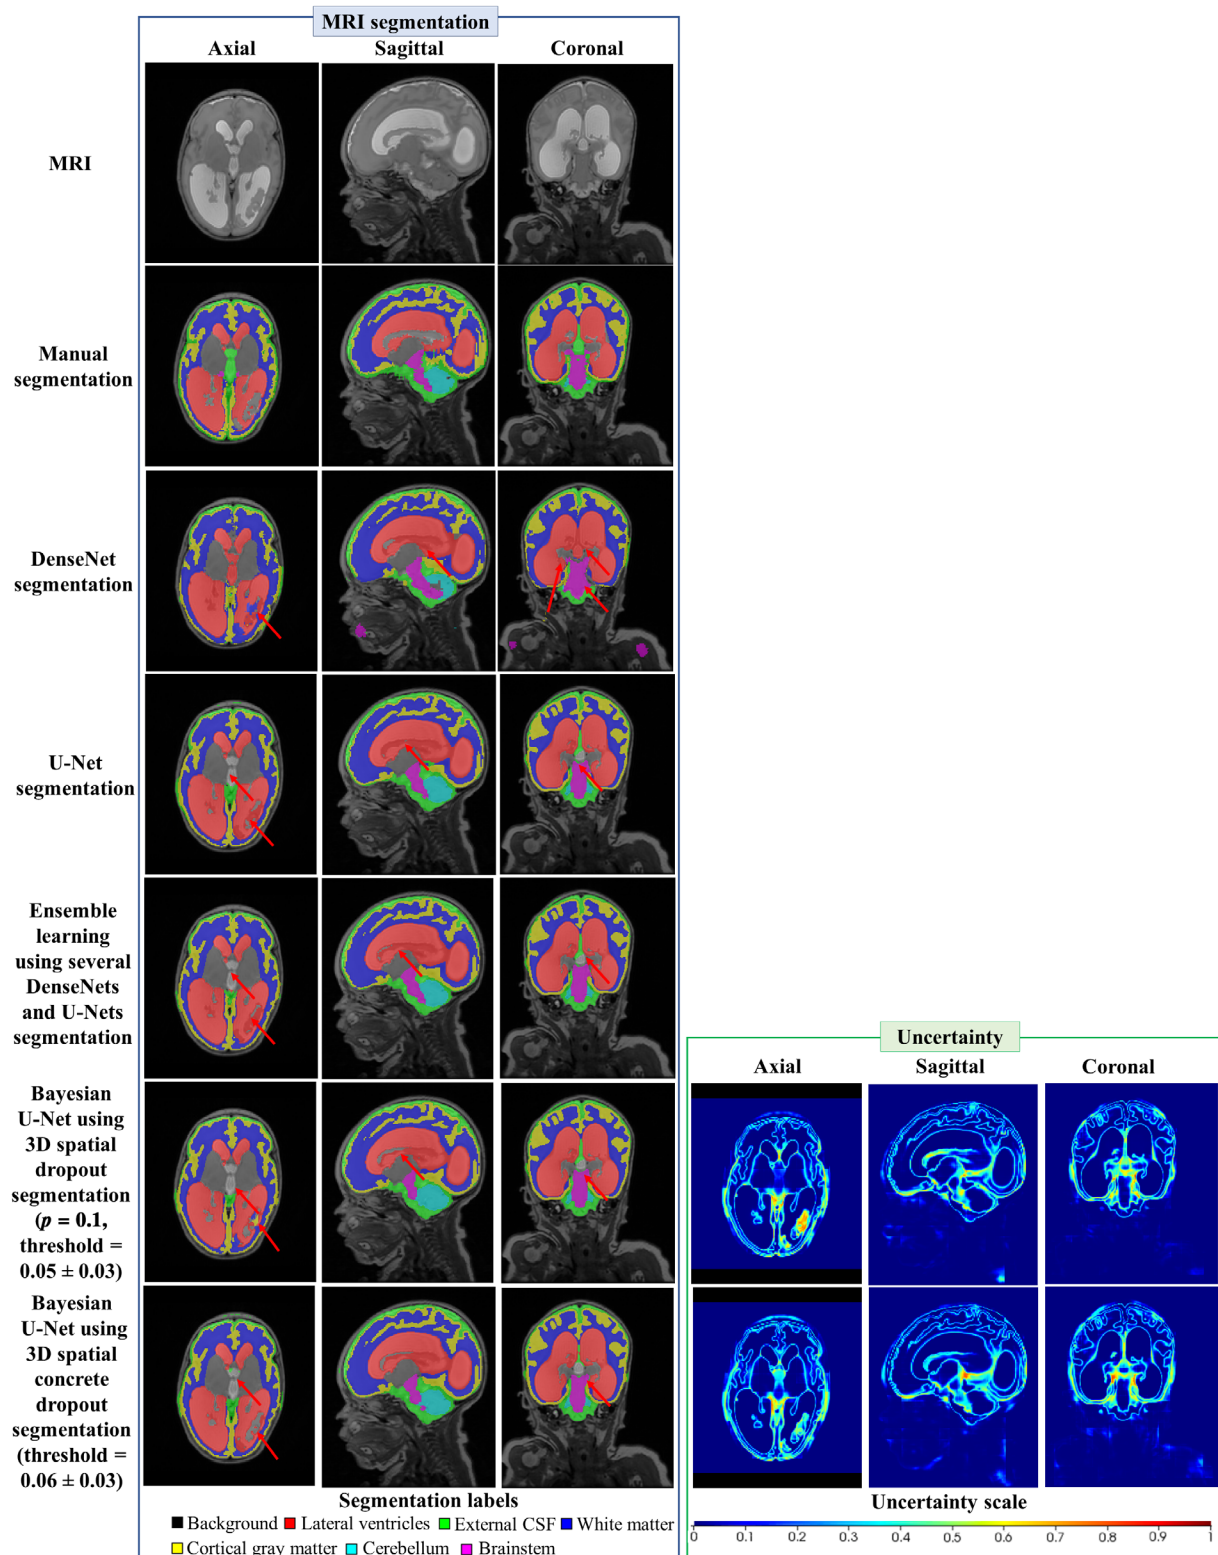 MRI segmentation
Axial Sagittal Coronal
MRI
Manual
segmentation
DenseNet
segmentation
U-Net
segmentation
Ensemble
learning
using several
DenseNets
and U-Nets
segmentation
Uncertainty
Axial Sagittal Coronal
Bayesian
U-Net using
3D spatial
dropout
segmentation
(p = 0.1,
threshold =
0.05 ± 0.03)
Bayesian
U-Net using
3D spatial
concrete
dropout
segmentation
(threshold =
0.06 ± 0.03)
Segmentation labels
Background Lateral ventricles External CSF White matter
Cortical gray matter Cerebellum Brainstem
Uncertainty scale
0 0.1 0.2 0.3 0.4 0.5 0.6 0.7 0.8 0.9 1